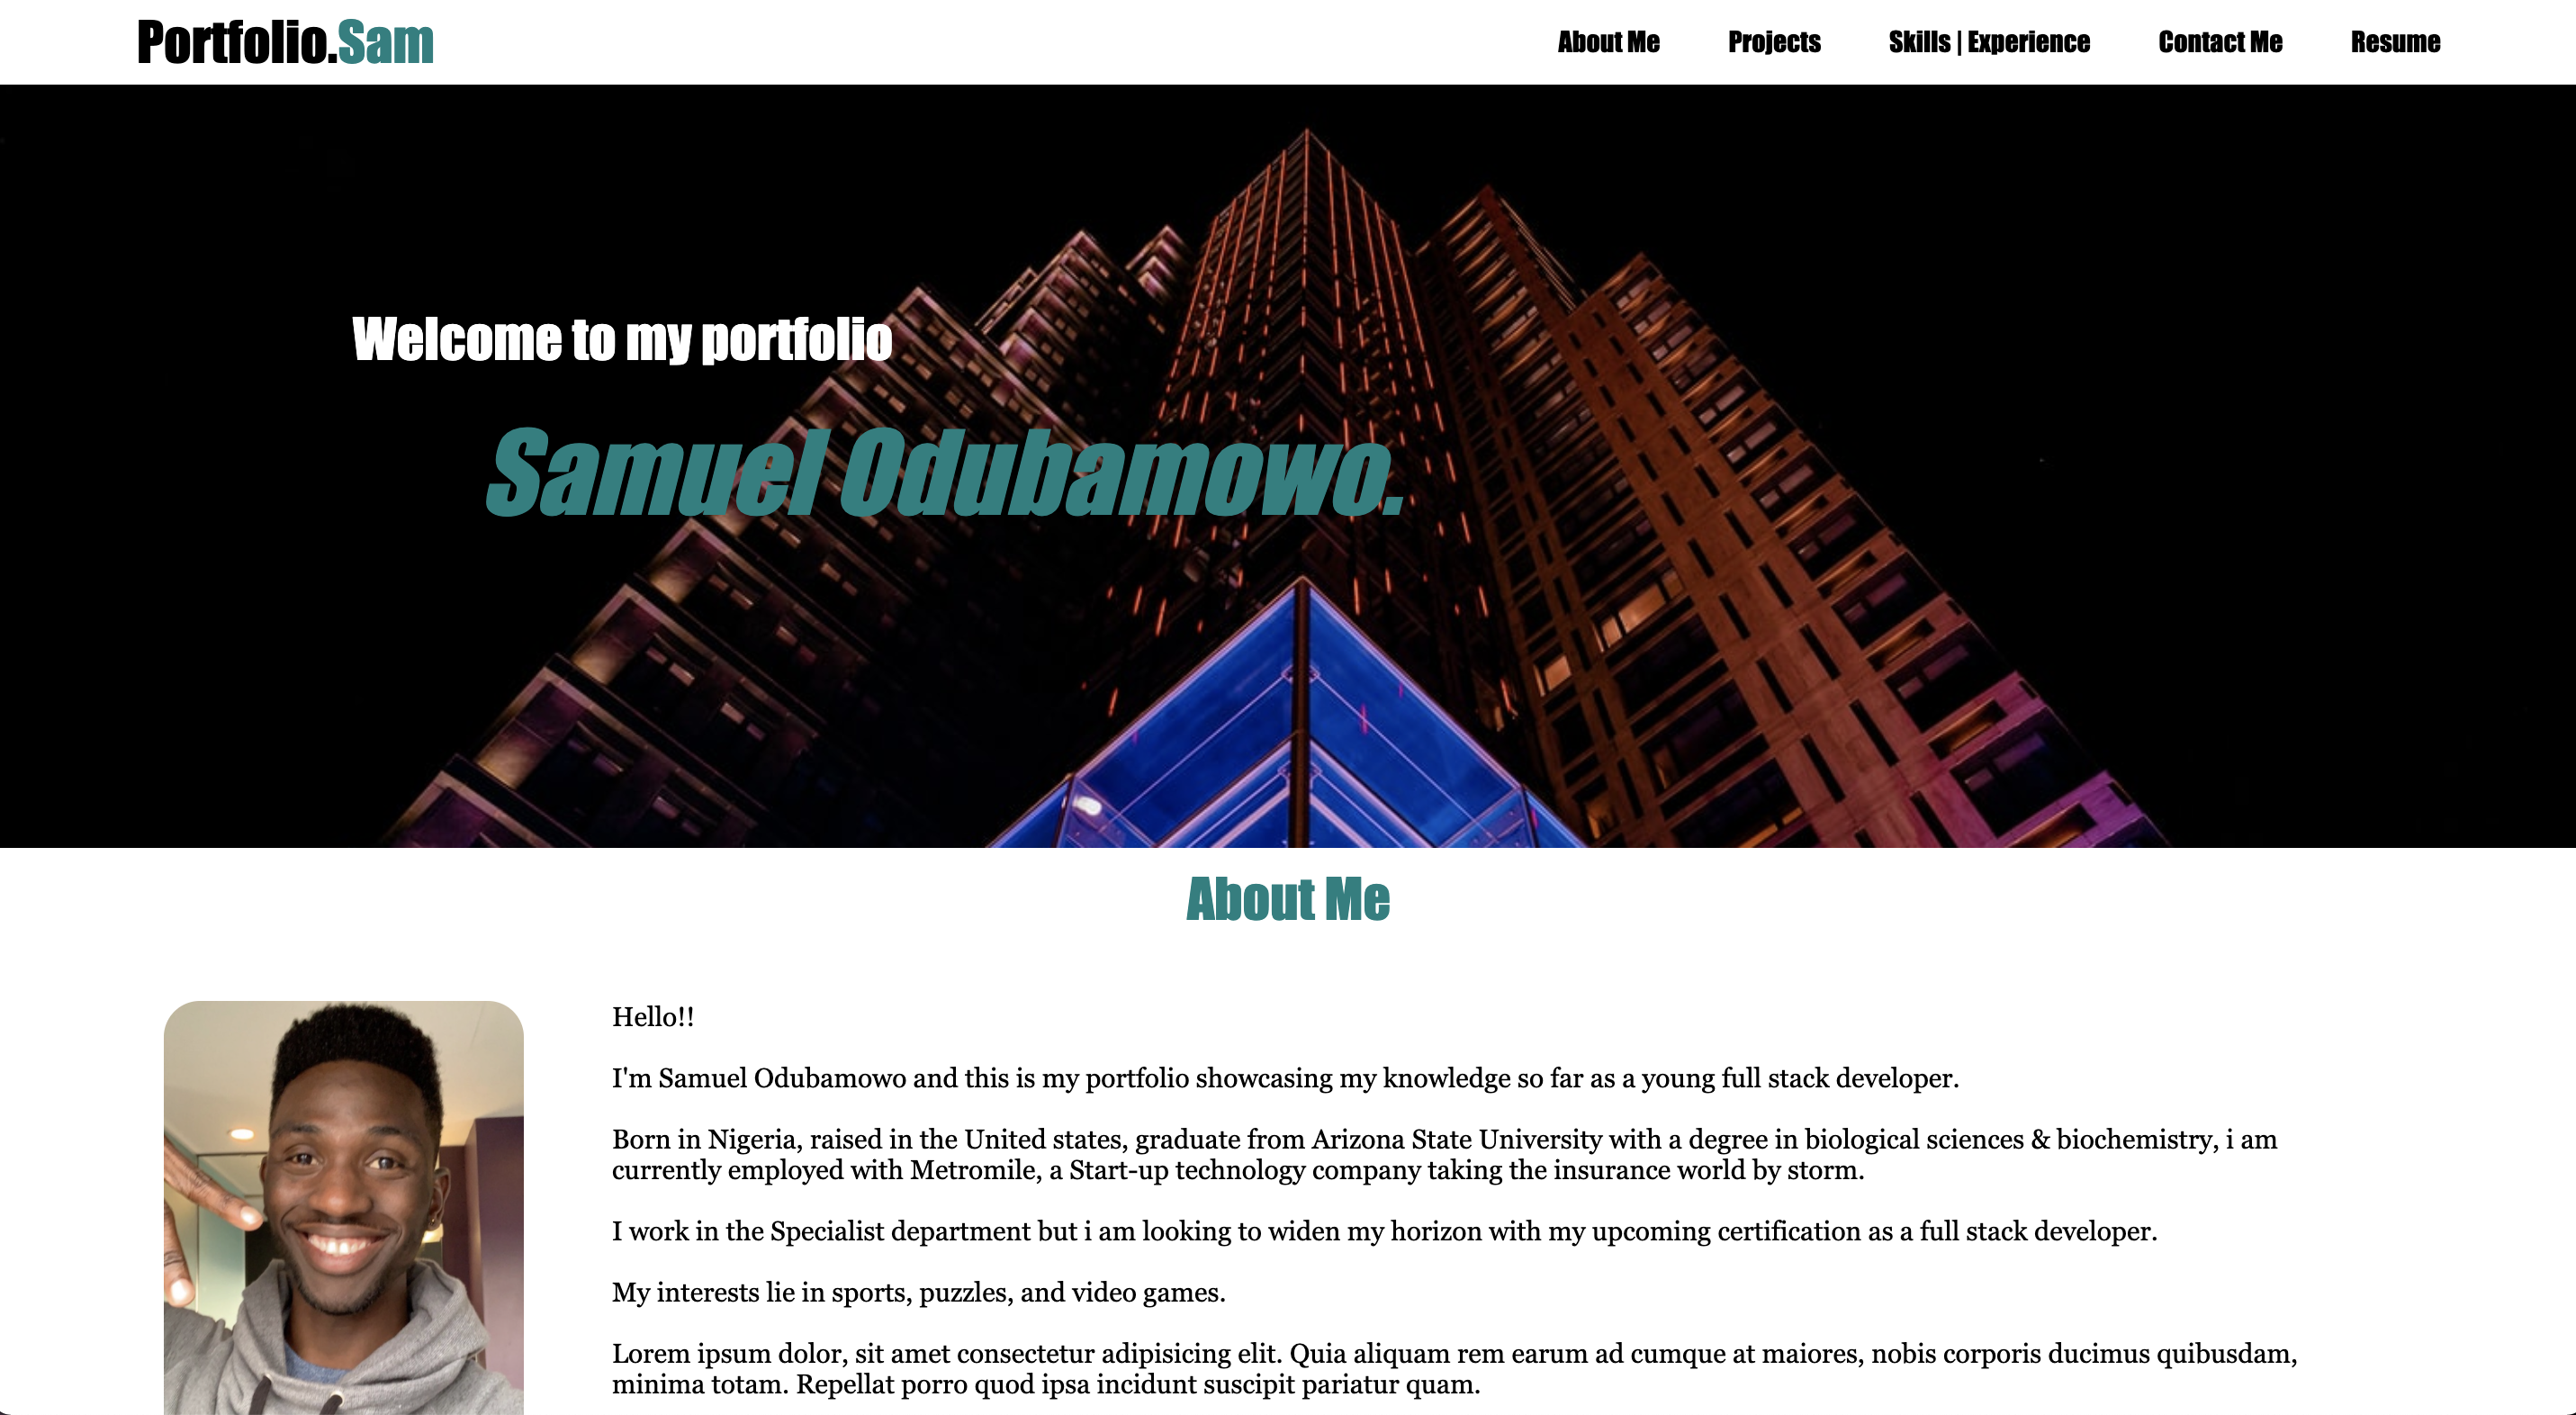 Portfolio.Sam
About Me Projects Skills | Experience Contact Me Resume
Welcome to my portfolio
Samuel Odubamowo.
About Me
Hello!!
I'm Samuel Odubamowo and this is my portfolio showcasing my knowledge so far as a young full stack developer.
Born in Nigeria, raised in the United states, graduate from Arizona State University with a degree in biological sciences & biochemistry, i am
currently employed with Metromile, a Start-up technology company taking the insurance world by storm.
I work in the Specialist department but i am looking to widen my horizon with my upcoming certification as a full stack developer.
My interests lie in sports, puzzles, and video games.
Lorem ipsum dolor, sit amet consectetur adipisicing elit. Quia aliquam rem earum ad cumque at maiores, nobis corporis ducimus quibusdam,
minima totam. Repellat porro quod ipsa incidunt suscipit pariatur quam.